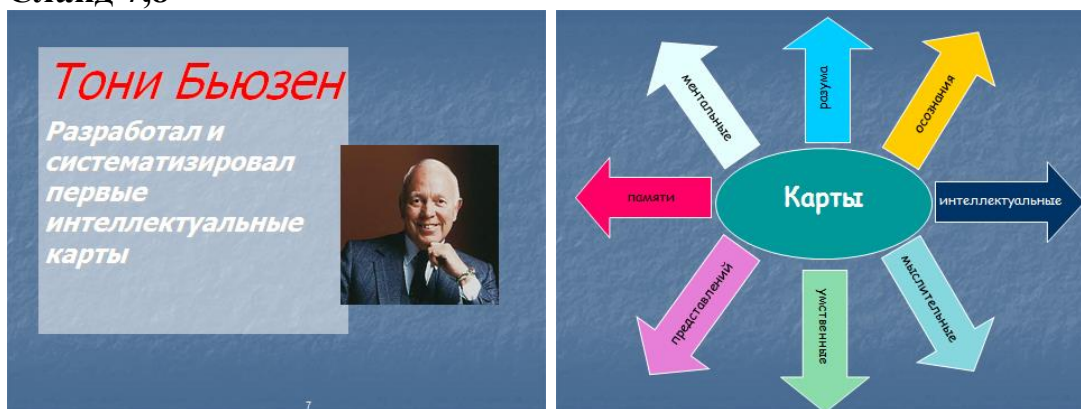 Слайд 7,8
Тони Бьюзен
Разработал и
систематизировал
первые
интеллектуальные
карты
7
ментальные
разума
осознания
памяти
Карты
интеллектуальные
представлений
умственные
мыслительные